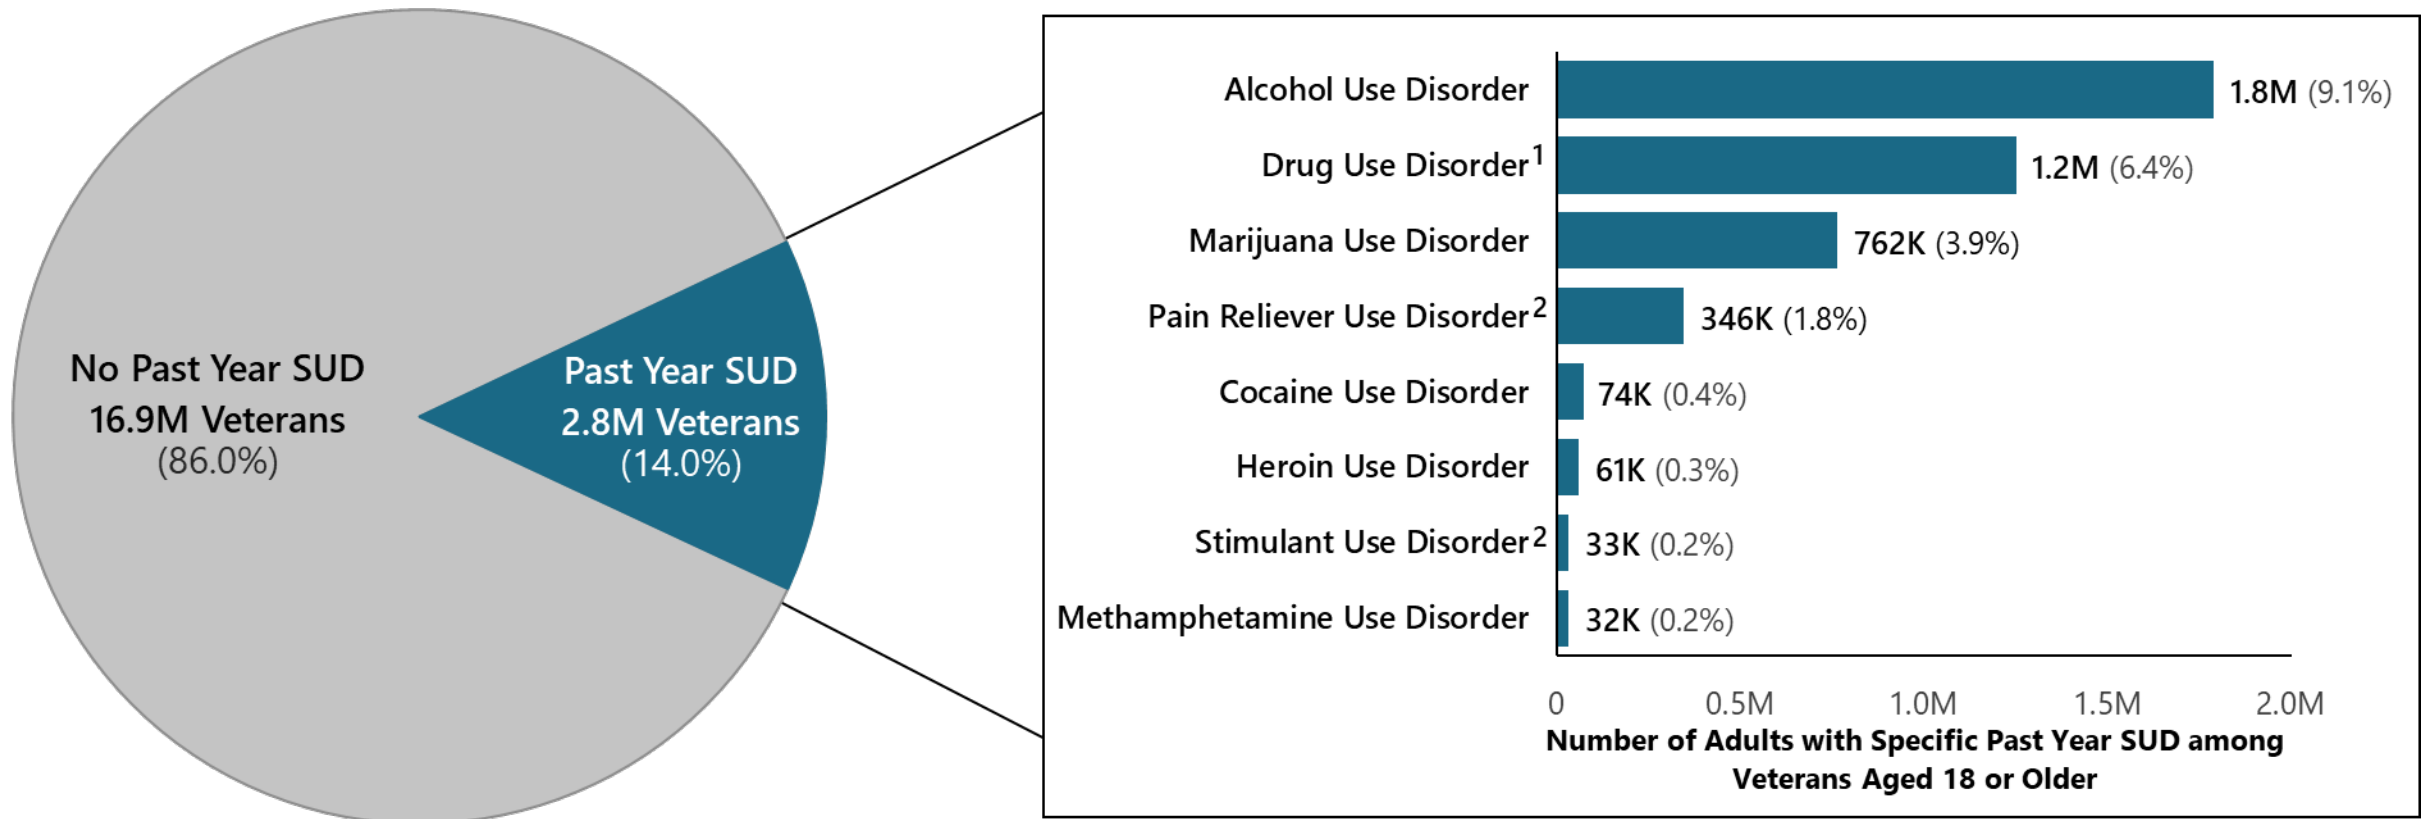 No Past Year SUD
16.9M Veterans
(86.0%)
Past Year SUD
2.8M Veterans
(14.0%)
Alcohol Use Disorder 1.8M (9.1%)
Drug Use Disorder¹ 1.2M (6.4%)
Marijuana Use Disorder 762K (3.9%)
Pain Reliever Use Disorder² 346K (1.8%)
Cocaine Use Disorder 74K (0.4%)
Heroin Use Disorder 61K (0.3%)
Stimulant Use Disorder² 33K (0.2%)
Methamphetamine Use Disorder 32K (0.2%)
0 0.5M 1.0M 1.5M 2.0M
Number of Adults with Specific Past Year SUD among
Veterans Aged 18 or Older